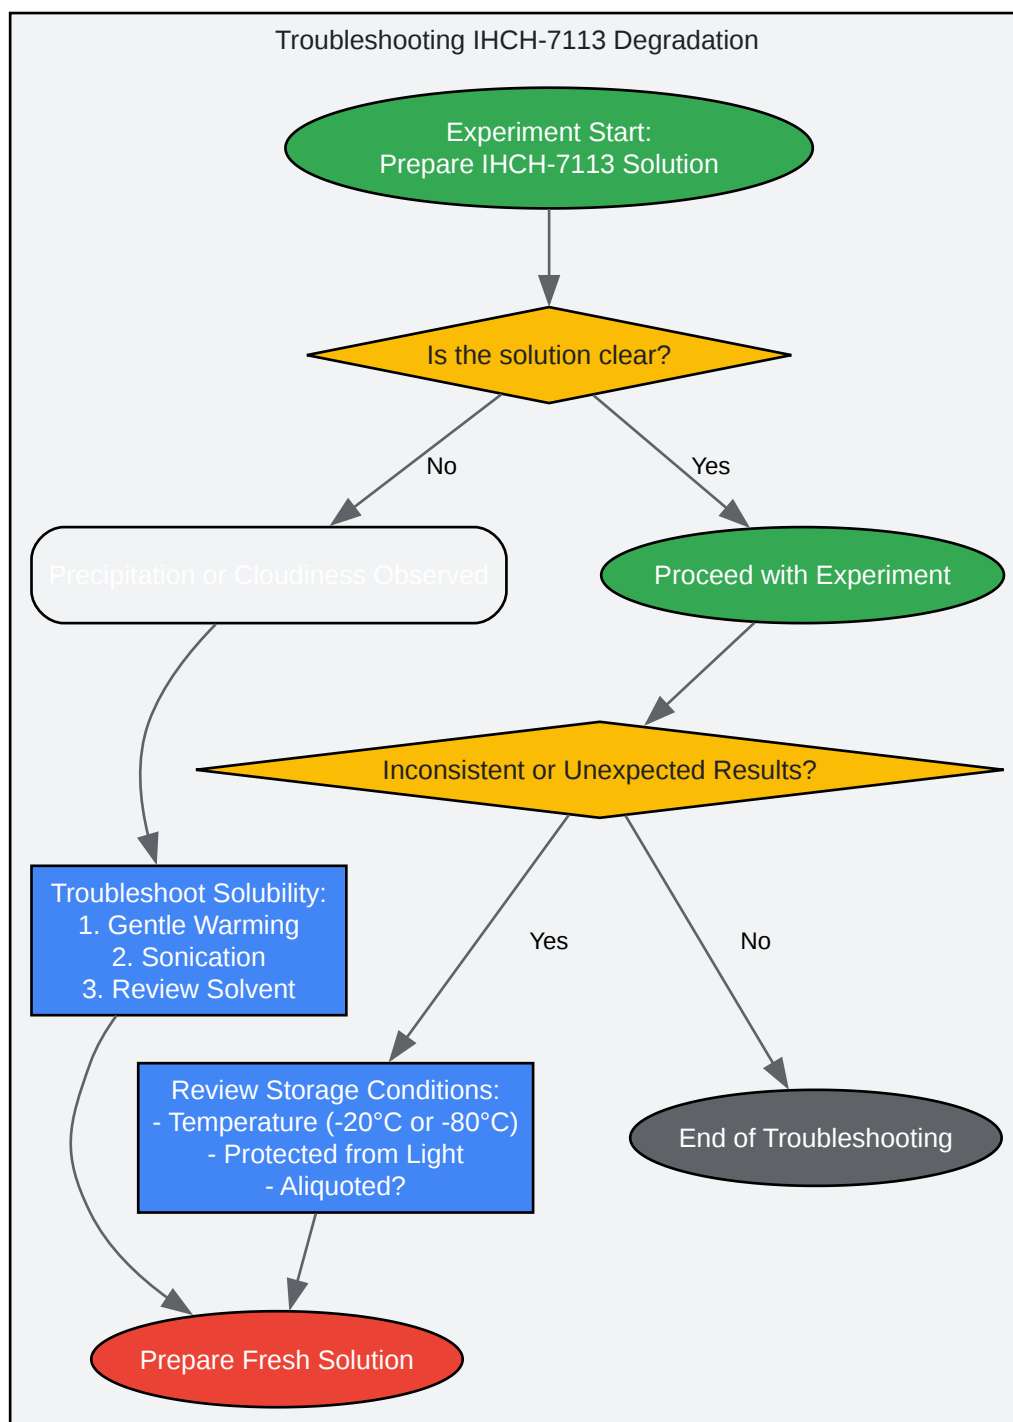 Troubleshooting IHCH-7113 Degradation
Experiment Start:
Prepare IHCH-7113 Solution
Is the solution clear?
No
Yes
Precipitation or Cloudiness Observed
Proceed with Experiment
Inconsistent or Unexpected Results?
Troubleshoot Solubility:
1. Gentle Warming
2. Sonication
3. Review Solvent
Yes
No
Review Storage Conditions:
- Temperature (-20°C or -80°C)
- Protected from Light
- Aliquoted?
End of Troubleshooting
Prepare Fresh Solution